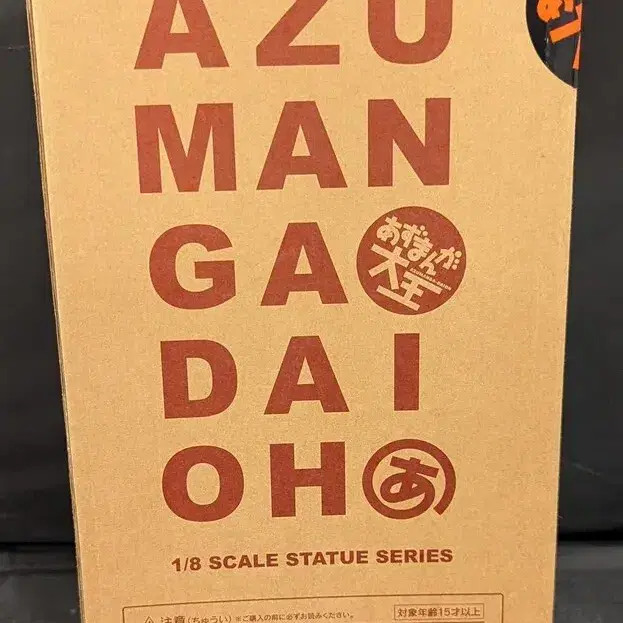 AZU
MAN
GA
あずまんが
大王
DAI
OH
あ
1/8 SCALE STATUE SERIES
注意(ちゅうい)※ご購入の前に必ずお読みください。
対象年齢15才以上